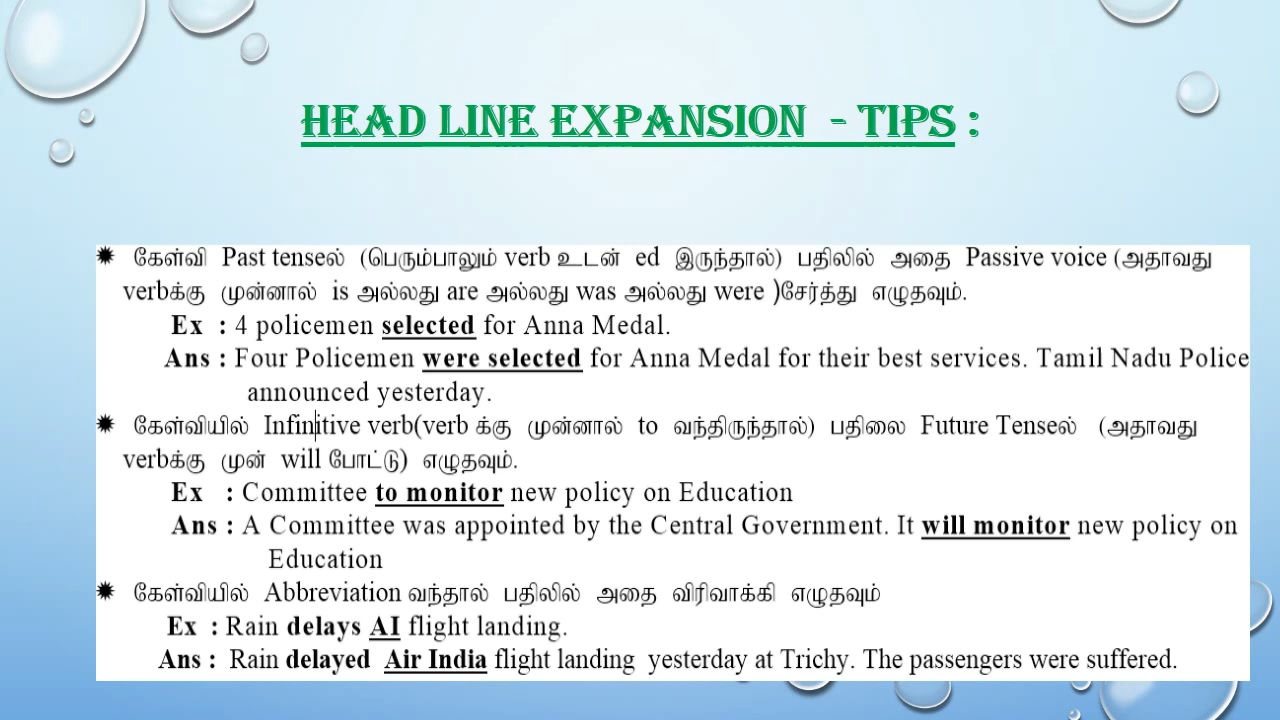 HEAD LINE EXPANSION - TIPS :
✹ கேள்வி Past tenseல் (பெரும்பாலும் verb உடன் ed இருந்தால்) பதிலில் அதை Passive voice (அதாவது
verbக்கு முன்னால் is அல்லது are அல்லது was அல்லது were )சேர்த்து எழுதவும்.
Ex : 4 policemen selected for Anna Medal.
Ans : Four Policemen were selected for Anna Medal for their best services. Tamil Nadu Police
announced yesterday.
✹ கேள்வியில் Infinitive verb(verb க்கு முன்னால் to வந்திருந்தால்) பதிலை Future Tenseல் (அதாவது
verbக்கு முன் will போட்டு) எழுதவும்.
Ex : Committee to monitor new policy on Education
Ans : A Committee was appointed by the Central Government. It will monitor new policy on
Education
✹ கேள்வியில் Abbreviation வந்தால் பதிலில் அதை விரிவாக்கி எழுதவும்
Ex : Rain delays AI flight landing.
Ans : Rain delayed Air India flight landing yesterday at Trichy. The passengers were suffered.